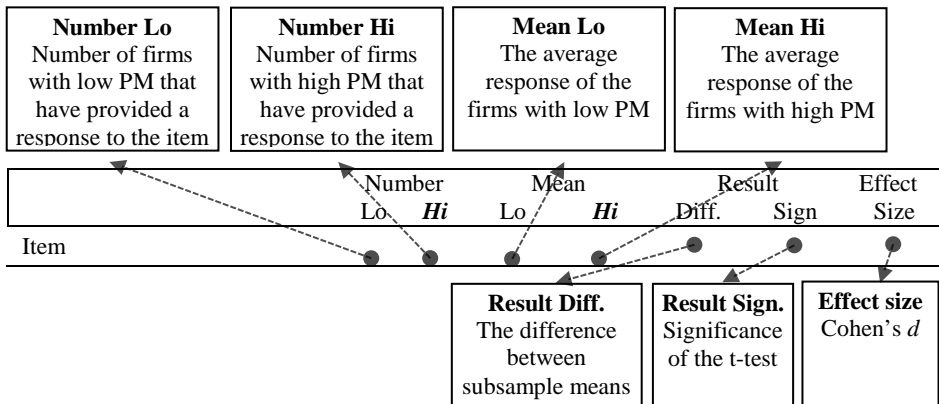 Number Lo
Number of firms
with low PM that
have provided a
response to the item
Number Hi
Number of firms
with high PM that
have provided a
response to the item
Mean Lo
The average
response of the
firms with low PM
Mean Hi
The average
response of the
firms with high PM
Number Mean Result Effect
Lo Hi Lo Hi Diff. Sign Size
Item
Result Diff.
The difference
between
subsample means
Result Sign.
Significance
of the t-test
Effect size
Cohen's d